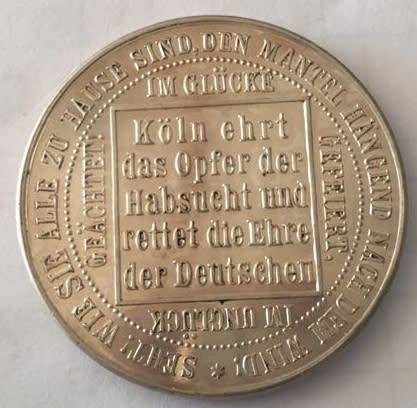 * SEHT! WIE SIE ALLE ZU HAUSE SIND, DEN MANTEL HÄNGEND NACH DEM WIND!
IM GLÜCKE
GEFEIERT.
IM UNGLÜCK
GEÄCHTET.
Köln ehrt
das Opfer der
Habsucht und
rettet die Ehre
der Deutschen